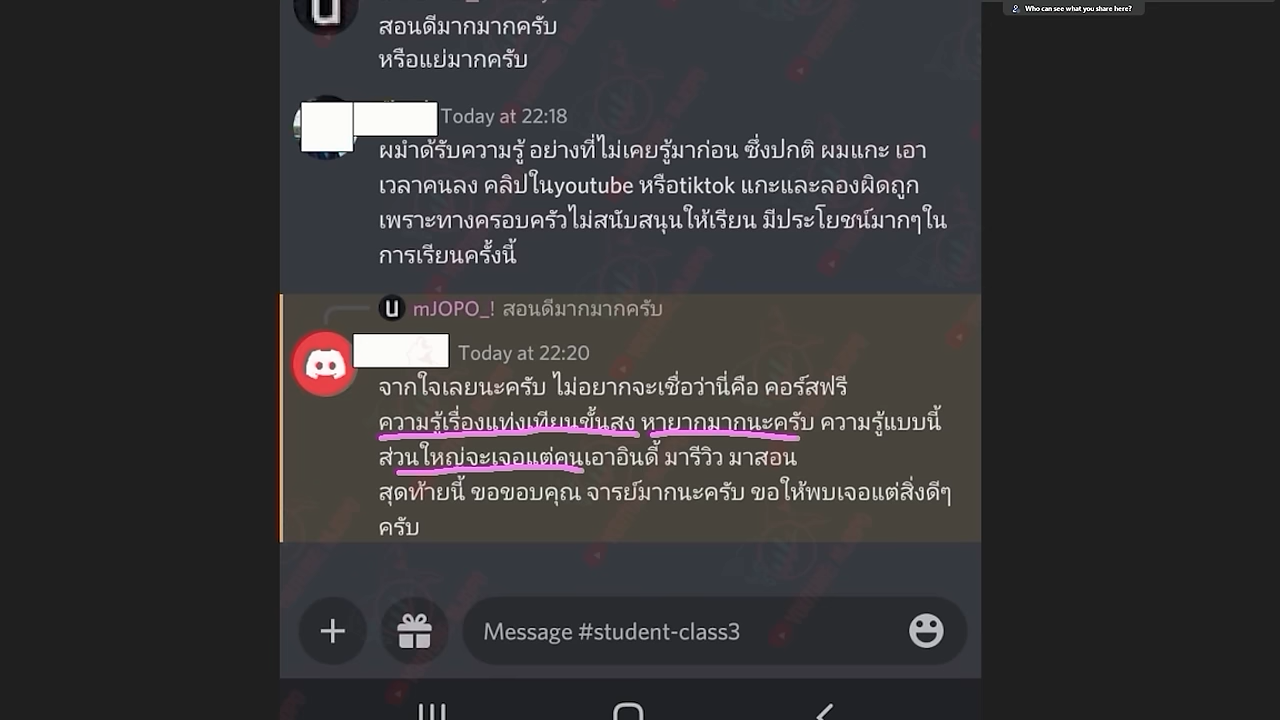 Who can see what you share here?
สอนดีมากมากครับ
หรือแย่มากครับ
Today at 22:18
ผมำด้รับความรู้ อย่างที่ไม่เคยรู้มาก่อน ซึ่งปกติ ผมแกะ เอา
เวลาคนลง คลิปในyoutube หรือtiktok แกะและลองผิดถูก
เพราะทางครอบครัวไม่สนับสนุนให้เรียน มีประโยชน์มากๆใน
การเรียนครั้งนี้
mJOPO_! สอนดีมากมากครับ
Today at 22:20
จากใจเลยนะครับ ไม่อยากจะเชื่อว่านี่คือ คอร์สฟรี
ความรู้เรื่องแท่งเทียนขั้นสูง หายากมากนะครับ ความรู้แบบนี้
ส่วนใหญ่จะเจอแต่คนเอาอินดี้ มารีวิว มาสอน
สุดท้ายนี้ ขอขอบคุณ จารย์มากนะครับ ขอให้พบเจอแต่สิ่งดีๆ
ครับ
Message #student-class3